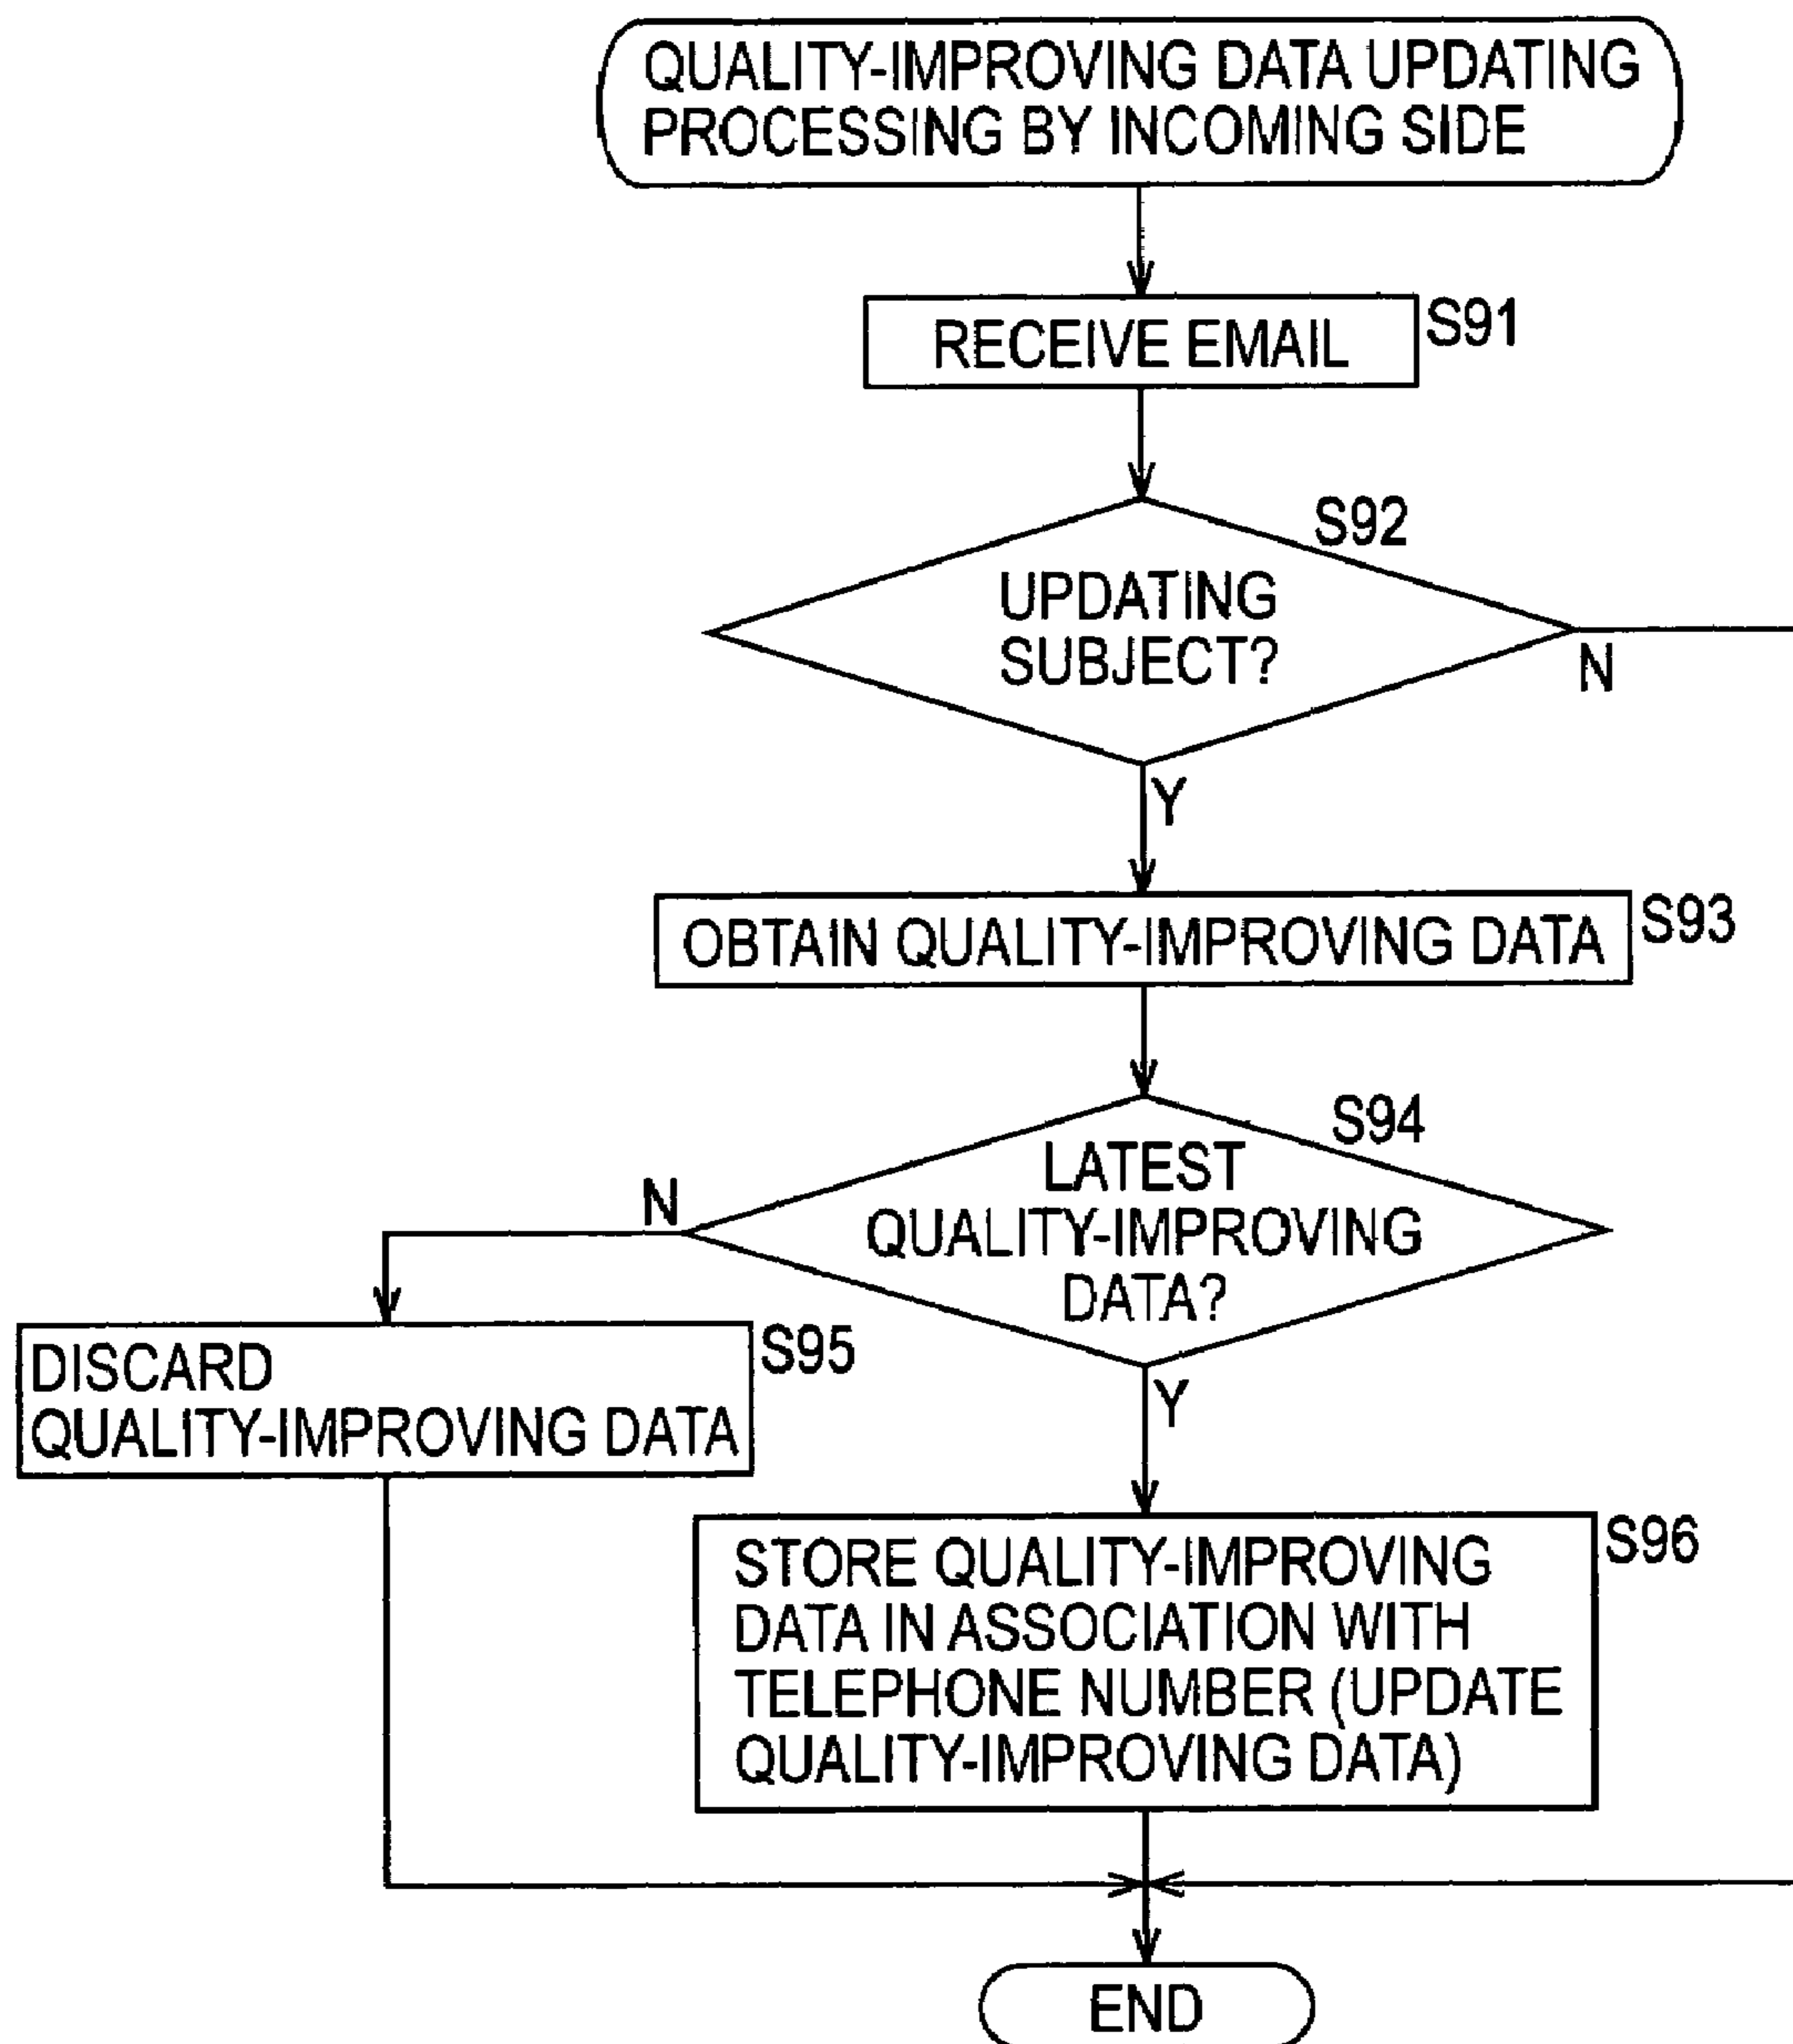 QUALITY-IMPROVING DATA UPDATING
PROCESSING BY INCOMING SIDE
RECEIVE EMAIL
S91
S92
UPDATING
SUBJECT?
N
Y
OBTAIN QUALITY-IMPROVING DATA
S93
S94
LATEST
QUALITY-IMPROVING
DATA?
N
Y
DISCARD
QUALITY-IMPROVING DATA
S95
STORE QUALITY-IMPROVING
DATA IN ASSOCIATION WITH
TELEPHONE NUMBER (UPDATE
QUALITY-IMPROVING DATA)
S96
END